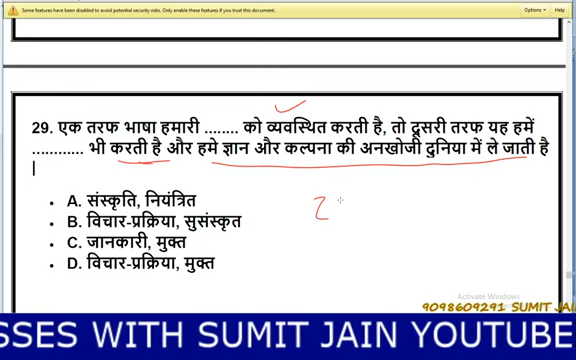 Some features have been disabled to avoid potential security risks. Only enable these features if you trust this document.
Options
29. एक तरफ भाषा हमारी ........ को व्यवस्थित करती है, तो दूसरी तरफ यह हमें
............ भी करती है और हमे ज्ञान और कल्पना की अनखोजी दुनिया में ले जाती है
|
A. संस्कृति, नियंत्रित
B. विचार-प्रक्रिया, सुसंस्कृत
C. जानकारी, मुक्त
D. विचार-प्रक्रिया, मुक्त
2
Activate Windows
9098609291 SUMIT JAIN
SSES WITH SUMIT JAIN YOUTUBE